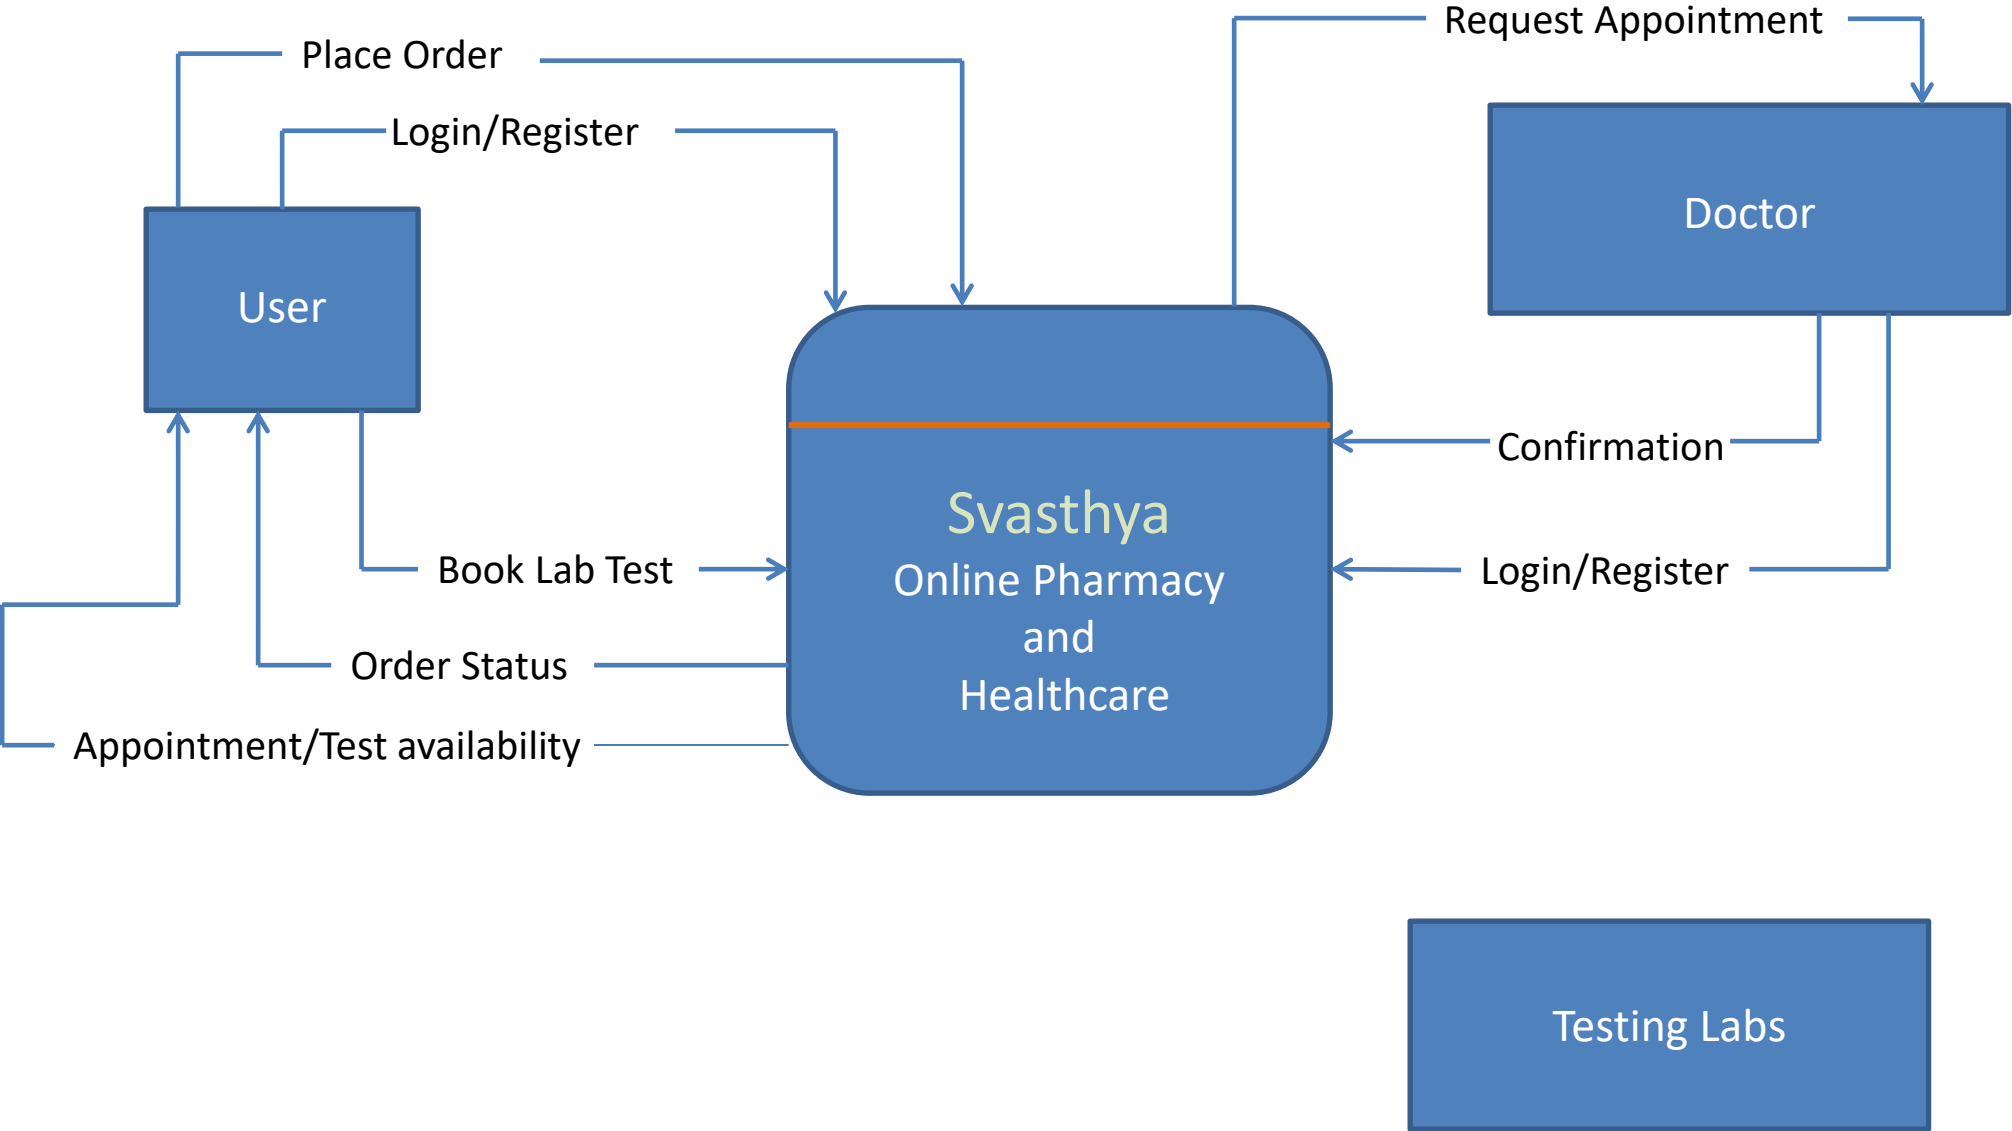 Request Appointment
Place Order
Login/Register
Doctor
User
Confirmation
Svasthya
Book Lab Test
Online Pharmacy
and
Healthcare
Login/Register
Order Status
Appointment/Test availability
Testing Labs